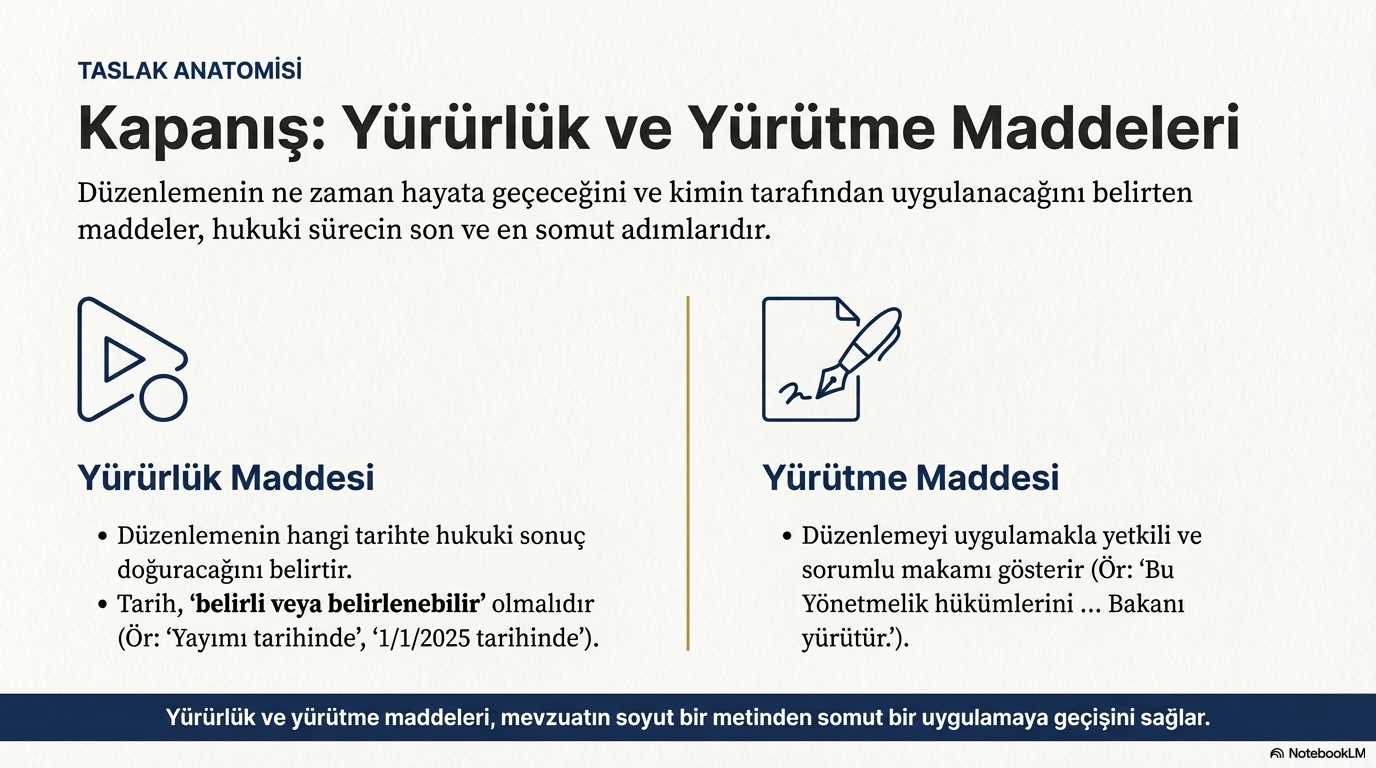 TASLAK ANATOMİSİ
Kapanış: Yürürlük ve Yürütme Maddeleri
Düzenlemenin ne zaman hayata geçeceğini ve kimin tarafından uygulanacağını belirten
maddeler, hukuki sürecin son ve en somut adımlarıdır.
Yürürlük Maddesi
• Düzenlemenin hangi tarihte hukuki sonuç
doğuracağını belirtir.
• Tarih, ‘belirli veya belirlenebilir’ olmalıdır
(Ör: ‘Yayımı tarihinde’, ‘1/1/2025 tarihinde’).
Yürütme Maddesi
• Düzenlemeyi uygulamakla yetkili ve
sorumlu makamı gösterir (Ör: ‘Bu
Yönetmelik hükümlerini ... Bakanı
yürütür.’).
Yürürlük ve yürütme maddeleri, mevzuatın soyut bir metinden somut bir uygulamaya geçişini sağlar.
NotebookLM